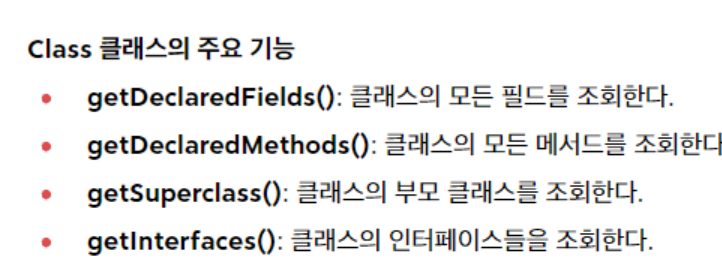 Class 클래스의 주요 기능
• getDeclaredFields(): 클래스의 모든 필드를 조회한다.
• getDeclaredMethods(): 클래스의 모든 메서드를 조회한다
• getSuperclass(): 클래스의 부모 클래스를 조회한다.
• getInterfaces(): 클래스의 인터페이스들을 조회한다.